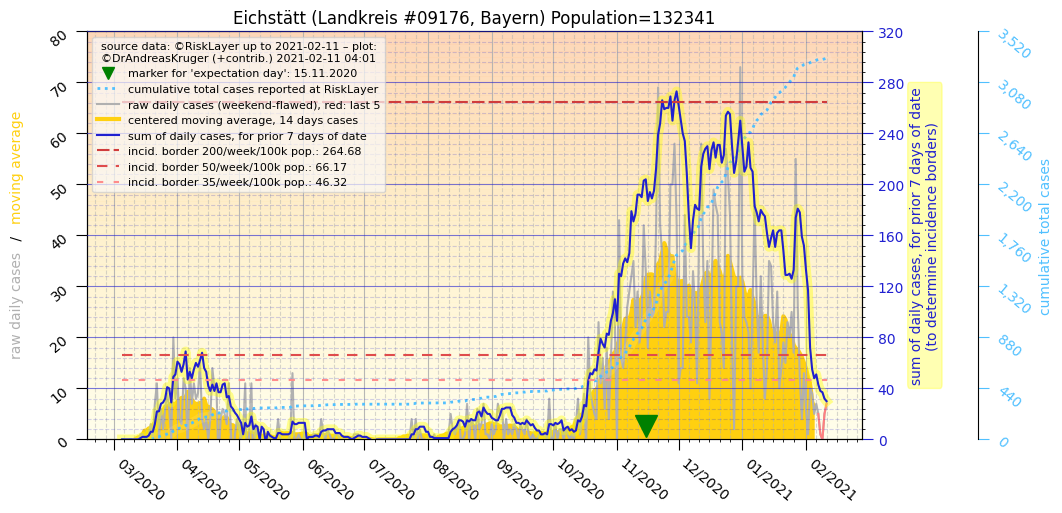 Eichstätt (Landkreis #09176, Bayern) Population=132341
source data: ©RiskLayer up to 2021-02-11 – plot:
©DrAndreasKruger (+contrib.) 2021-02-11 04:01
marker for 'expectation day': 15.11.2020
cumulative total cases reported at RiskLayer
raw daily cases (weekend-flawed), red: last 5
centered moving average, 14 days cases
sum of daily cases, for prior 7 days of date
incid. border 200/week/100k pop.: 264.68
incid. border 50/week/100k pop.: 66.17
incid. border 35/week/100k pop.: 46.32
raw daily cases / moving average
80
70
60
50
40
30
20
10
0
03/2020
04/2020
05/2020
06/2020
07/2020
08/2020
09/2020
10/2020
11/2020
12/2020
01/2021
02/2021
320
280
240
200
160
120
80
40
0
sum of daily cases, for prior 7 days of date
(to determine incidence borders)
3,520
3,080
2,640
2,200
1,760
1,320
880
440
0
cumulative total cases